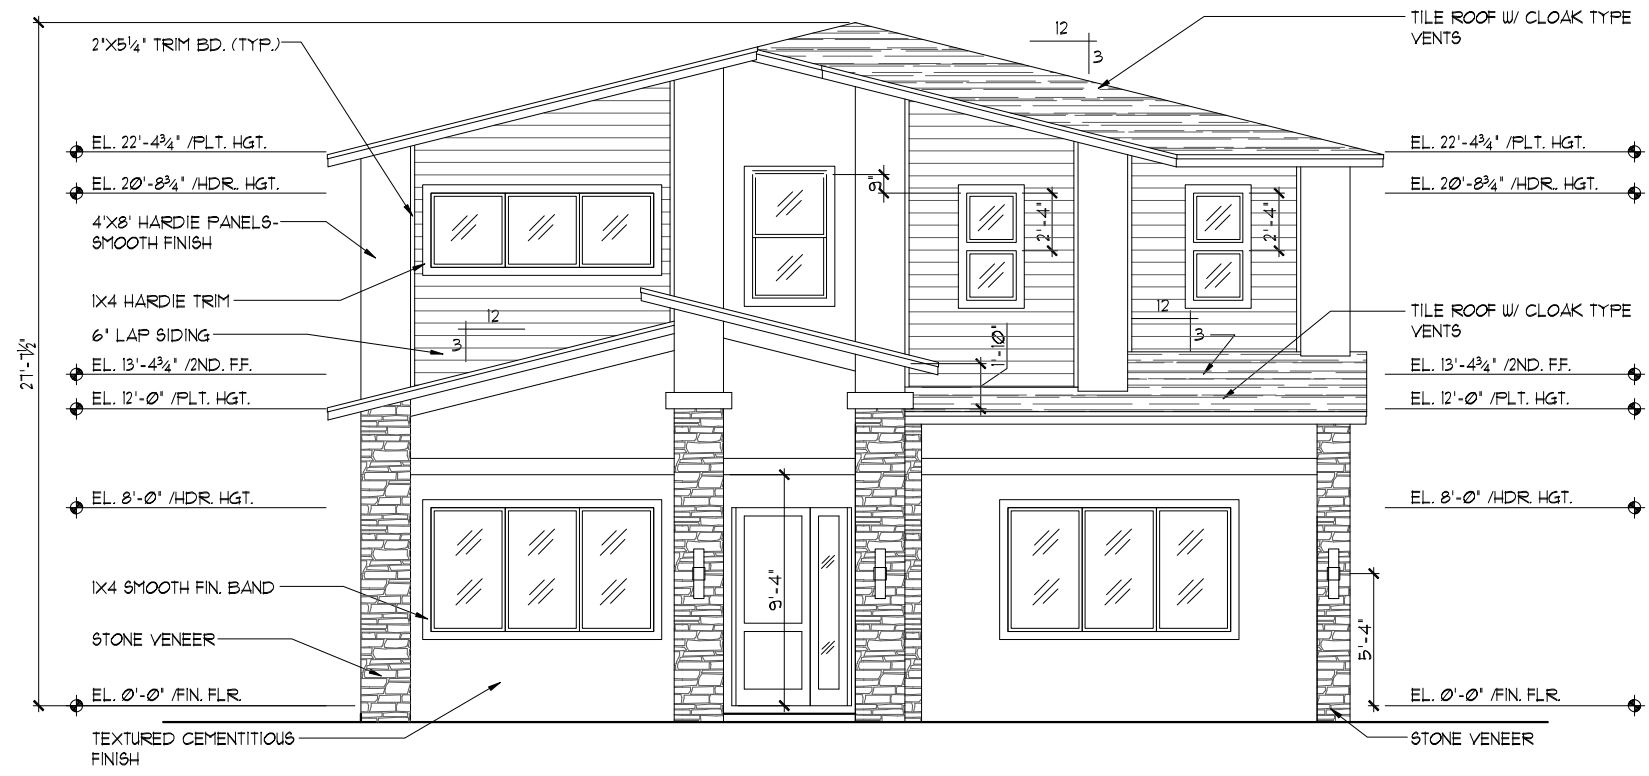 TILE ROOF W/ CLOAK TYPE
VENTS
12
3
2"X5¼" TRIM BD. (TYP.)
EL. 22'-4¾" /PLT. HGT.
EL. 22'-4¾" /PLT. HGT.
EL. 20'-8¾" /HDR.. HGT.
9"
2'-4"
2'-4"
EL. 20'-8¾" /HDR.. HGT.
4'X8' HARDIE PANELS-
SMOOTH FINISH
1X4 HARDIE TRIM
12
3
12
3
TILE ROOF W/ CLOAK TYPE
VENTS
6" LAP SIDING
1'-10"
27'-7½"
EL. 13'-4¾" /2ND. F.F.
EL. 13'-4¾" /2ND. F.F.
EL. 12'-0" /PLT. HGT.
EL. 12'-0" /PLT. HGT.
EL. 8'-0" /HDR. HGT.
EL. 8'-0" /HDR. HGT.
1X4 SMOOTH FIN. BAND
9'-4"
5'-4"
STONE VENEER
EL. 0'-0" /FIN. FLR.
EL. 0'-0" /FIN. FLR.
TEXTURED CEMENTITIOUS
FINISH
STONE VENEER